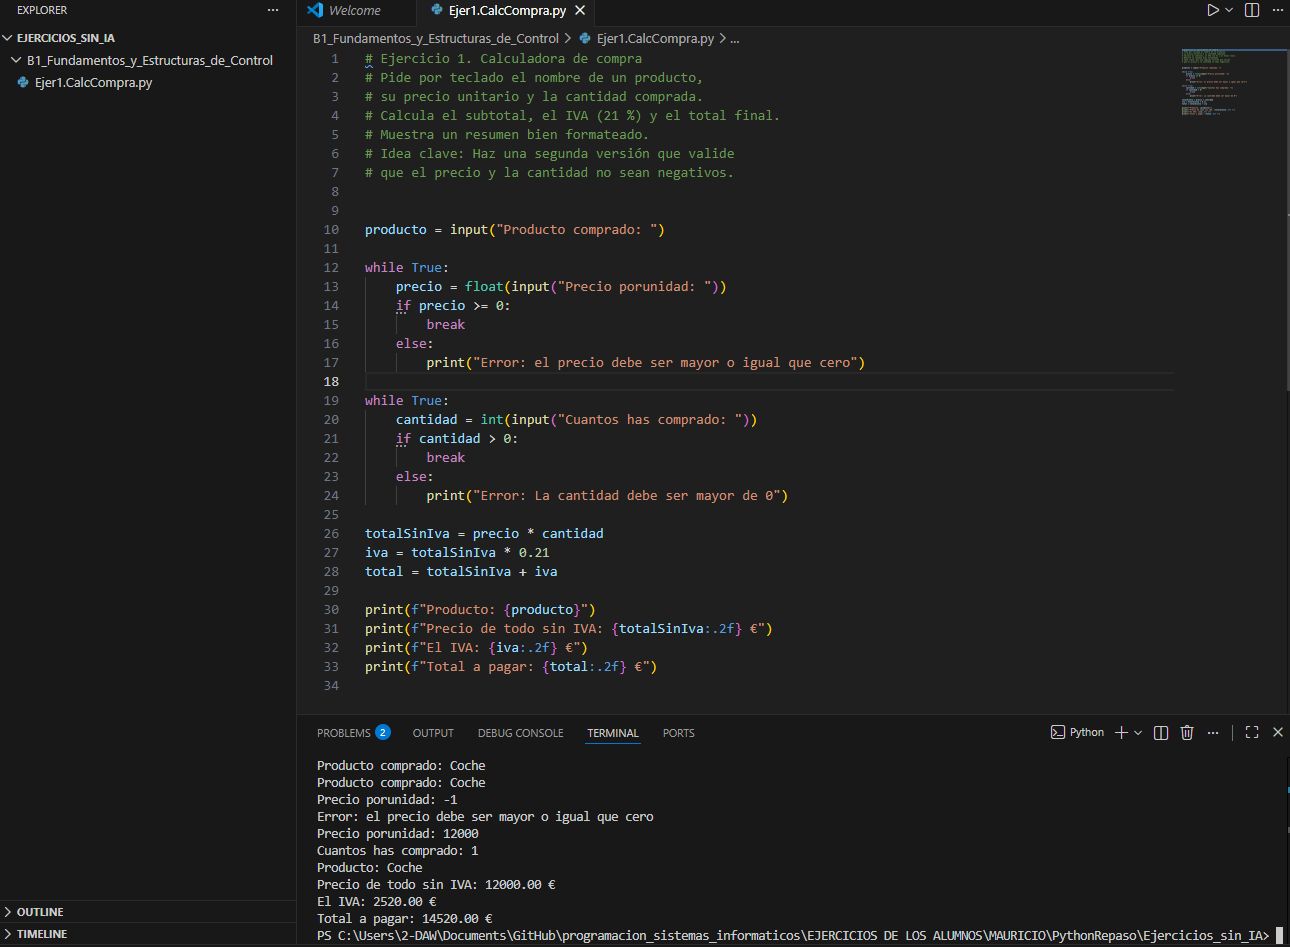 EXPLORER
EJERCICIOS_SIN_IA
B1_Fundamentos_y_Estructuras_de_Control
Ejer1.CalcCompra.py
OUTLINE
TIMELINE
Welcome
Ejer1.CalcCompra.py
B1_Fundamentos_y_Estructuras_de_Control > Ejer1.CalcCompra.py > ...
1 # Ejercicio 1. Calculadora de compra
2 # Pide por teclado el nombre de un producto,
3 # su precio unitario y la cantidad comprada.
4 # Calcula el subtotal, el IVA (21 %) y el total final.
5 # Muestra un resumen bien formateado.
6 # Idea clave: Haz una segunda versión que valide
7 # que el precio y la cantidad no sean negativos.
8
9
10 producto = input("Producto comprado: ")
11
12 while True:
13     precio = float(input("Precio porunidad: "))
14     if precio >= 0:
15         break
16     else:
17         print("Error: el precio debe ser mayor o igual que cero")
18
19 while True:
20     cantidad = int(input("Cuantos has comprado: "))
21     if cantidad > 0:
22         break
23     else:
24         print("Error: La cantidad debe ser mayor de 0")
25
26 totalSinIva = precio * cantidad
27 iva = totalSinIva * 0.21
28 total = totalSinIva + iva
29
30 print(f"Producto: {producto}")
31 print(f"Precio de todo sin IVA: {totalSinIva:.2f} €")
32 print(f"El IVA: {iva:.2f} €")
33 print(f"Total a pagar: {total:.2f} €")
34
PROBLEMS 2 OUTPUT DEBUG CONSOLE TERMINAL PORTS
Python
Producto comprado: Coche
Producto comprado: Coche
Precio porunidad: -1
Error: el precio debe ser mayor o igual que cero
Precio porunidad: 12000
Cuantos has comprado: 1
Producto: Coche
Precio de todo sin IVA: 12000.00 €
El IVA: 2520.00 €
Total a pagar: 14520.00 €
PS C:\Users\2-DAW\Documents\GitHub\programacion_sistemas_informaticos\EJERCICIOS DE LOS ALUMNOS\MAURICIO\PythonRepaso\Ejercicios_sin_IA>